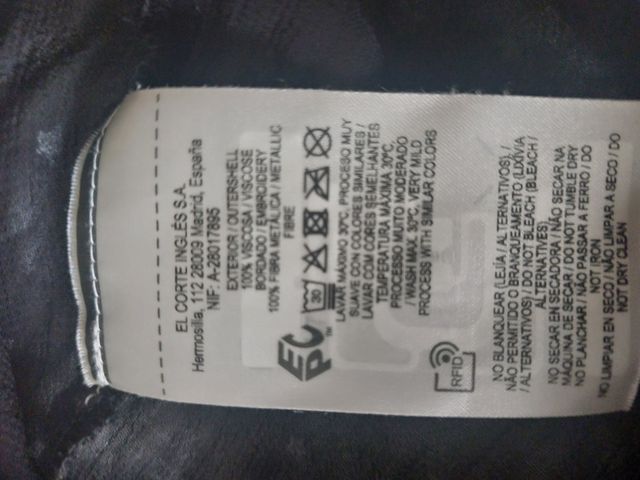 EL CORTE INGLÉS S.A.
Hermosilla, 112 28009 Madrid, España
NIF: A-28017895
EXTERIOR / OUTERSHELL
100% VISCOSA / VISCOSE
BORDADO / EMBROIDERY
100% FIBRA METÁLICA / METALLIC
FIBRE
30
LAVAR MÁXIMO 30ºC, PROCESO MUY
SUAVE CON COLORES SIMILARES /
LAVAR COM CORES SEMELHANTES
TEMPERATURA MÁXIMA 30ºC,
PROCESSO MUITO MODERADO
/ WASH MAX. 30ºC, VERY MILD
PROCESS WITH SIMILAR COLORS
EPC™
RFID
NO BLANQUEAR (LEJÍA / ALTERNATIVOS) /
NÃO PERMITIDO O BRANQUEAMENTO (LIXÍVIA
/ ALTERNATIVOS) / DO NOT BLEACH (BLEACH /
ALTERNATIVES)
NO SECAR EN SECADORA / NÃO SECAR NA
MÁQUINA DE SECAR / DO NOT TUMBLE DRY
NO PLANCHAR / NÃO PASSAR A FERRO / DO
NOT IRON
NO LIMPIAR EN SECO / NÃO LIMPAR A SECO / DO
NOT DRY CLEAN